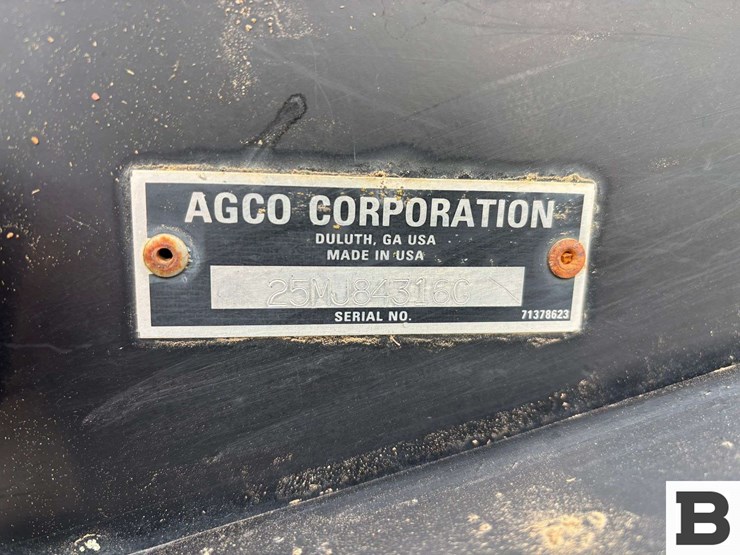 AGCO CORPORATION
DULUTH, GA USA
MADE IN USA
25MJ84316C
SERIAL NO.
71378623
B